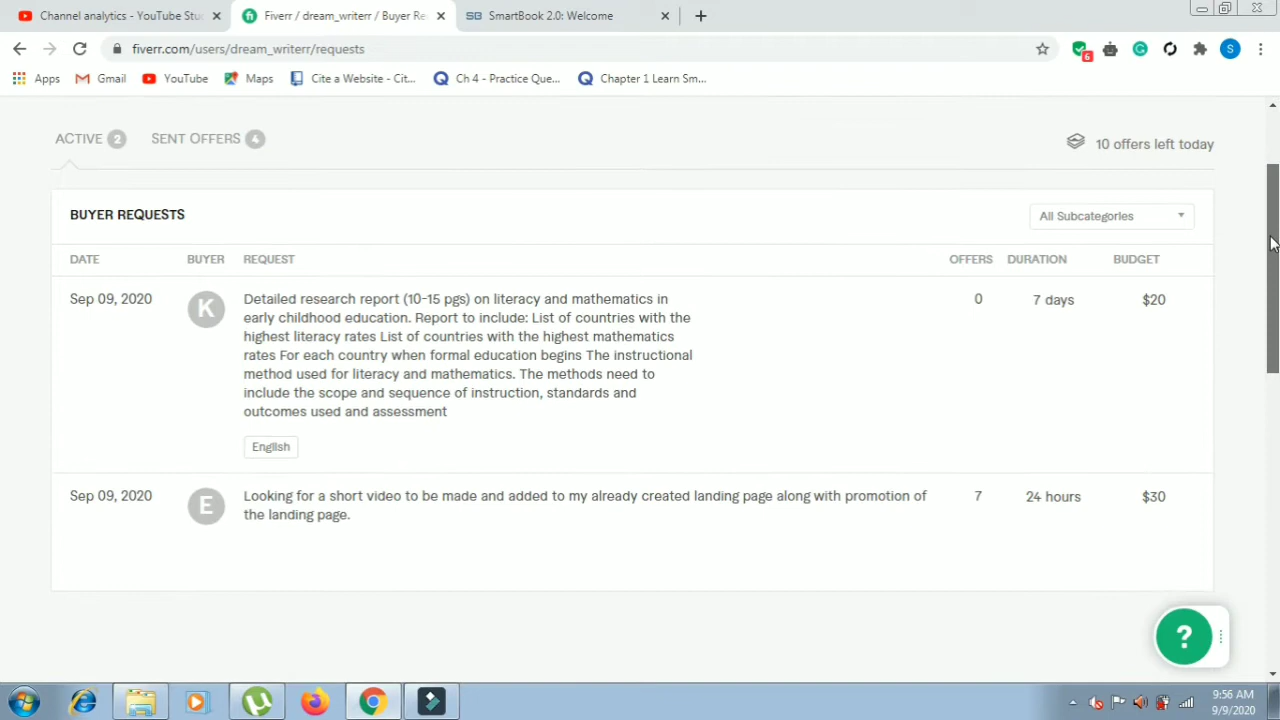 Channel analytics - YouTube Stu
Fiverr / dream_writerr / Buyer Re
SB SmartBook 2.0: Welcome
fiverr.com/users/dream_writerr/requests
6
S
Apps Gmail YouTube Maps Cite a Website - Cit... Ch 4 - Practice Que... Chapter 1 Learn Sm...
ACTIVE 2 SENT OFFERS 4 10 offers left today
BUYER REQUESTS All Subcategories
DATE BUYER REQUEST OFFERS DURATION BUDGET
Sep 09, 2020 K Detailed research report (10-15 pgs) on literacy and mathematics in 0 7 days $20
early childhood education. Report to include: List of countries with the
highest literacy rates List of countries with the highest mathematics
rates For each country when formal education begins The instructional
method used for literacy and mathematics. The methods need to
include the scope and sequence of instruction, standards and
outcomes used and assessment
English
Sep 09, 2020 E Looking for a short video to be made and added to my already created landing page along with promotion of 7 24 hours $30
the landing page.
?
9:56 AM
9/9/2020